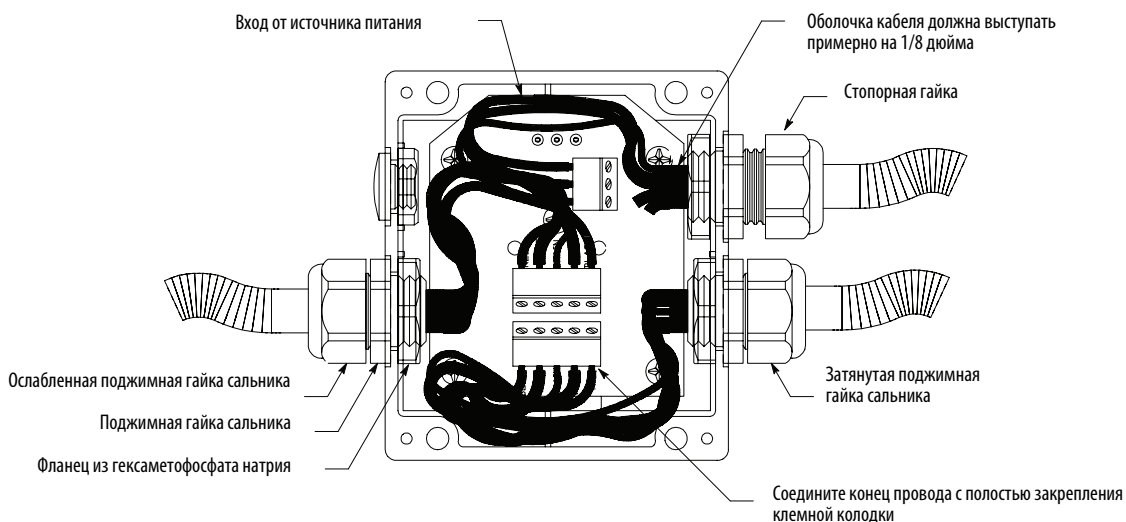 Вход от источника питания
Оболочка кабеля должна выступать
примерно на 1/8 дюйма
Стопорная гайка
Ослабленная поджимная гайка сальника
Поджимная гайка сальника
Фланец из гексаметофосфата натрия
Затянутая поджимная
гайка сальника
Соедините конец провода с полостью закрепления
клемной колодки